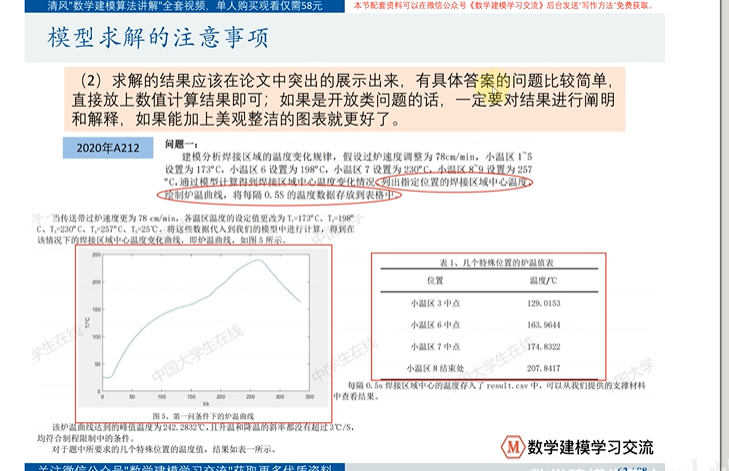 清风"数学建模算法讲解"全套视频，单人购买观看仅需58元
本节配套资料可以在微信公众号《数学建模学习交流》后台发送"写作方法"免费获取。
模型求解的注意事项
（2）求解的结果应该在论文中突出的展示出来，有具体答案的问题比较简单，
直接放上数值计算结果即可；如果是开放类问题的话，一定要对结果进行阐明
和解释，如果能加上美观整洁的图表就更好了。
2020年A212
问题一：
建模分析焊接区域的温度变化规律，假设过炉速度调整为78cm/min，小温区 1~5
设置为 173°C，小温区 6 设置为 198°C，小温区 7 设置为 230°C，小温区 8~9 设置为 257
°C，通过模型计算得到焊接区域中心温度变化情况，列出指定位置的焊接区域中心温度，
绘制炉温曲线，将每隔 0.5S 的温度数据存放到表格中
当传送带过炉速度更为 78 cm/min，各温区温度的设定值更改为 T₁=173°C、T₂=198°
C、T₃=230°C、T₄=257°C、T₅=25°C。将这些数据代入到我们的模型中进行计算，得到在
该情况下的焊接区域中心温度变化曲线，即炉温曲线，如图 5 所示。
250
200
150
100
50
0
T/°C
0 50 100 150 200 250 300 350
t/s
图 5、第一问条件下的炉温曲线
表 1、几个特殊位置的炉温值表
位置 温度/°C
小温区 3 中点 129.0153
小温区 6 中点 163.9644
小温区 7 中点 174.8322
小温区 8 结束处 207.8417
每隔 0.5s 焊接区域中心的温度存入了 result.csv 中，可以从我们提供的支撑材料
中查看结果。
该炉温曲线达到的峰值温度为 242.2832°C，且升温和降温的斜率都没有超过 3°C/S，
均符合制程限制中的条件。
对于题中所要求的几个特殊位置的温度值，结果如表一所示。
中国大学生在线
数学建模学习交流
关注微信公众号"数学建模学习交流"获取更多优质资料